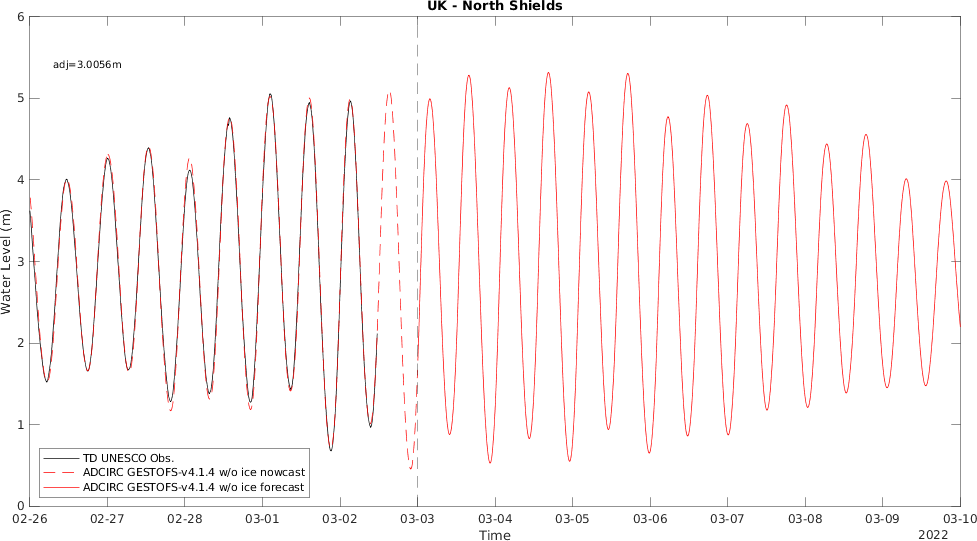 UK - North Shields
6
adj=3.0056m
5
4
3
2
1
0
Water Level (m)
TD UNESCO Obs.
ADCIRC GESTOFS-v4.1.4 w/o ice nowcast
ADCIRC GESTOFS-v4.1.4 w/o ice forecast
02-26 02-27 02-28 03-01 03-02 03-03 03-04 03-05 03-06 03-07 03-08 03-09 03-10
Time
2022